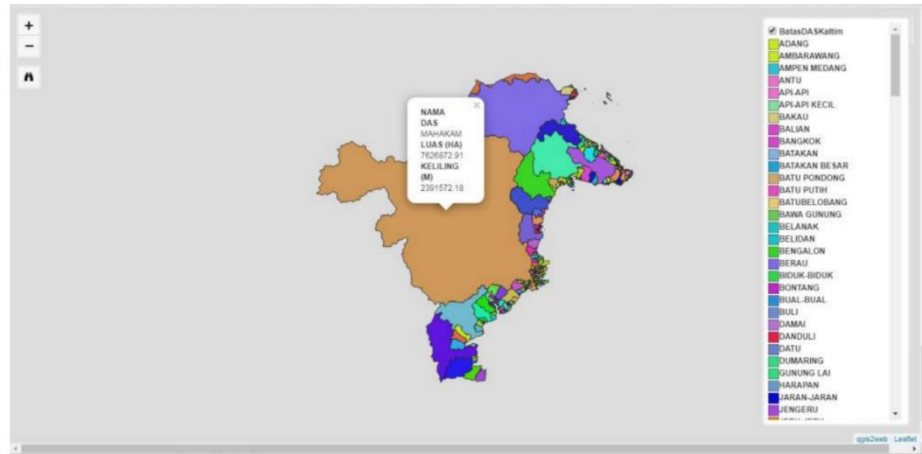 +
−
×
NAMA
DAS
MAHAKAM
LUAS (HA)
7626872.91
KELILING
(M)
2391572.18
BatasDASKaltim
ADANG
AMBARAWANG
AMPEN MEDANG
ANTU
API-API
API-API KECIL
BAKAU
BALIAN
BANGKOK
BATAKAN
BATAKAN BESAR
BATU PONDONG
BATU PUTIH
BATUBELOBANG
BAWA GUNUNG
BELANAK
BELIDAN
BENGALON
BERAU
BIDUK-BIDUK
BONTANG
BUAL-BUAL
BULI
DAMAI
DANDULI
DATU
DUMARING
GUNUNG LAI
HARAPAN
JARAN-JARAN
JENGERU
qgis2web · Leaflet